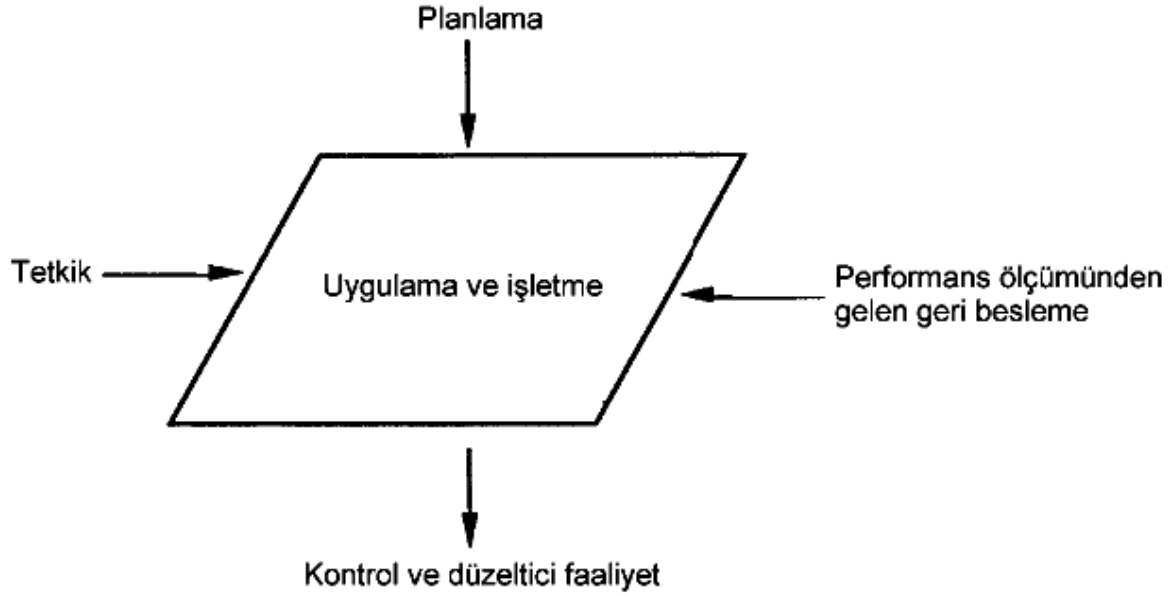 Planlama
Tetkik
Uygulama ve işletme
Performans ölçümünden
gelen geri besleme
Kontrol ve düzeltici faaliyet